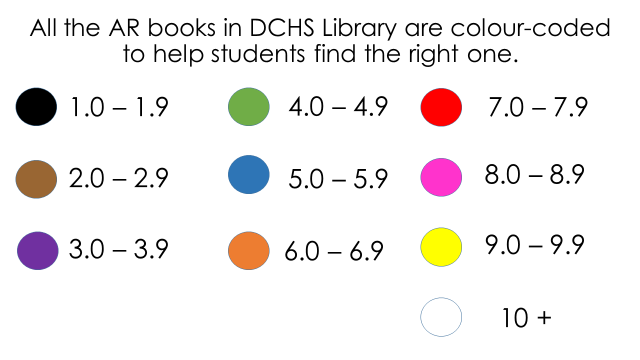 All the AR books in DCHS Library are colour-coded
to help students find the right one.
1.0 – 1.9
2.0 – 2.9
3.0 – 3.9
4.0 – 4.9
5.0 – 5.9
6.0 – 6.9
7.0 – 7.9
8.0 – 8.9
9.0 – 9.9
10 +